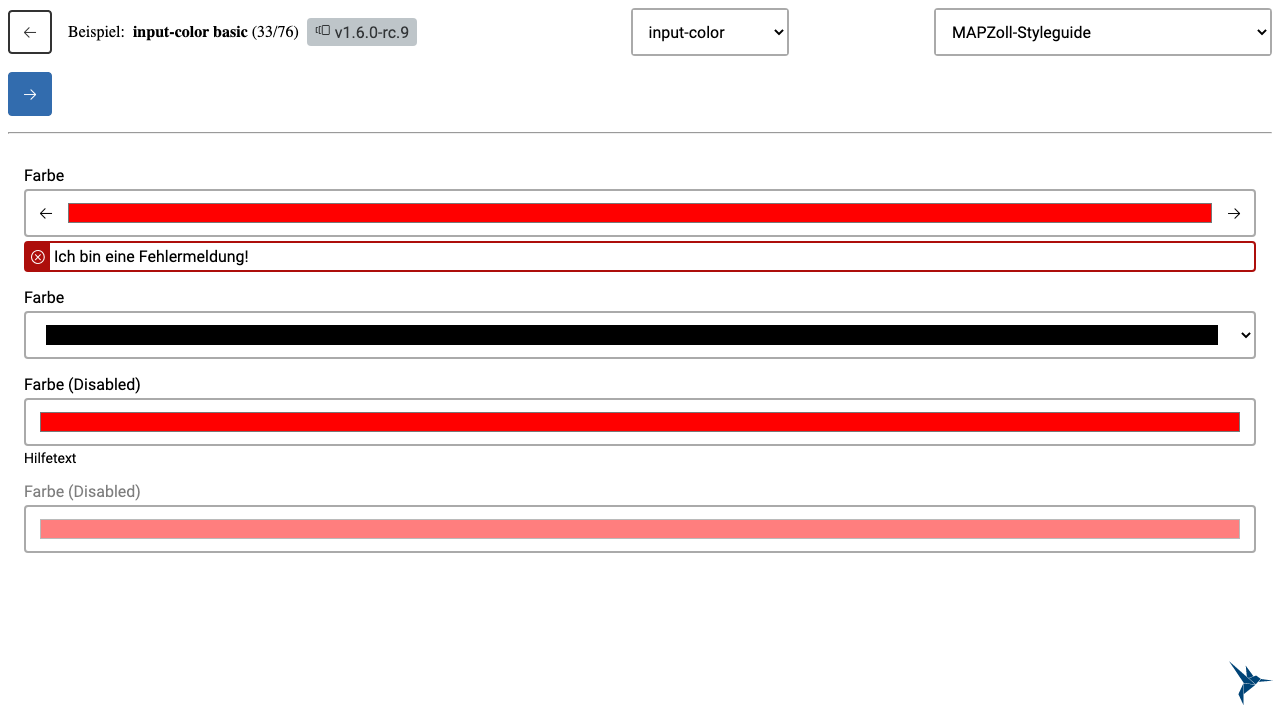 Beispiel: input-color basic (33/76) v1.6.0-rc.9 input-color MAPZoll-Styleguide
Farbe
Ich bin eine Fehlermeldung!
Farbe
Farbe (Disabled)
Hilfetext
Farbe (Disabled)